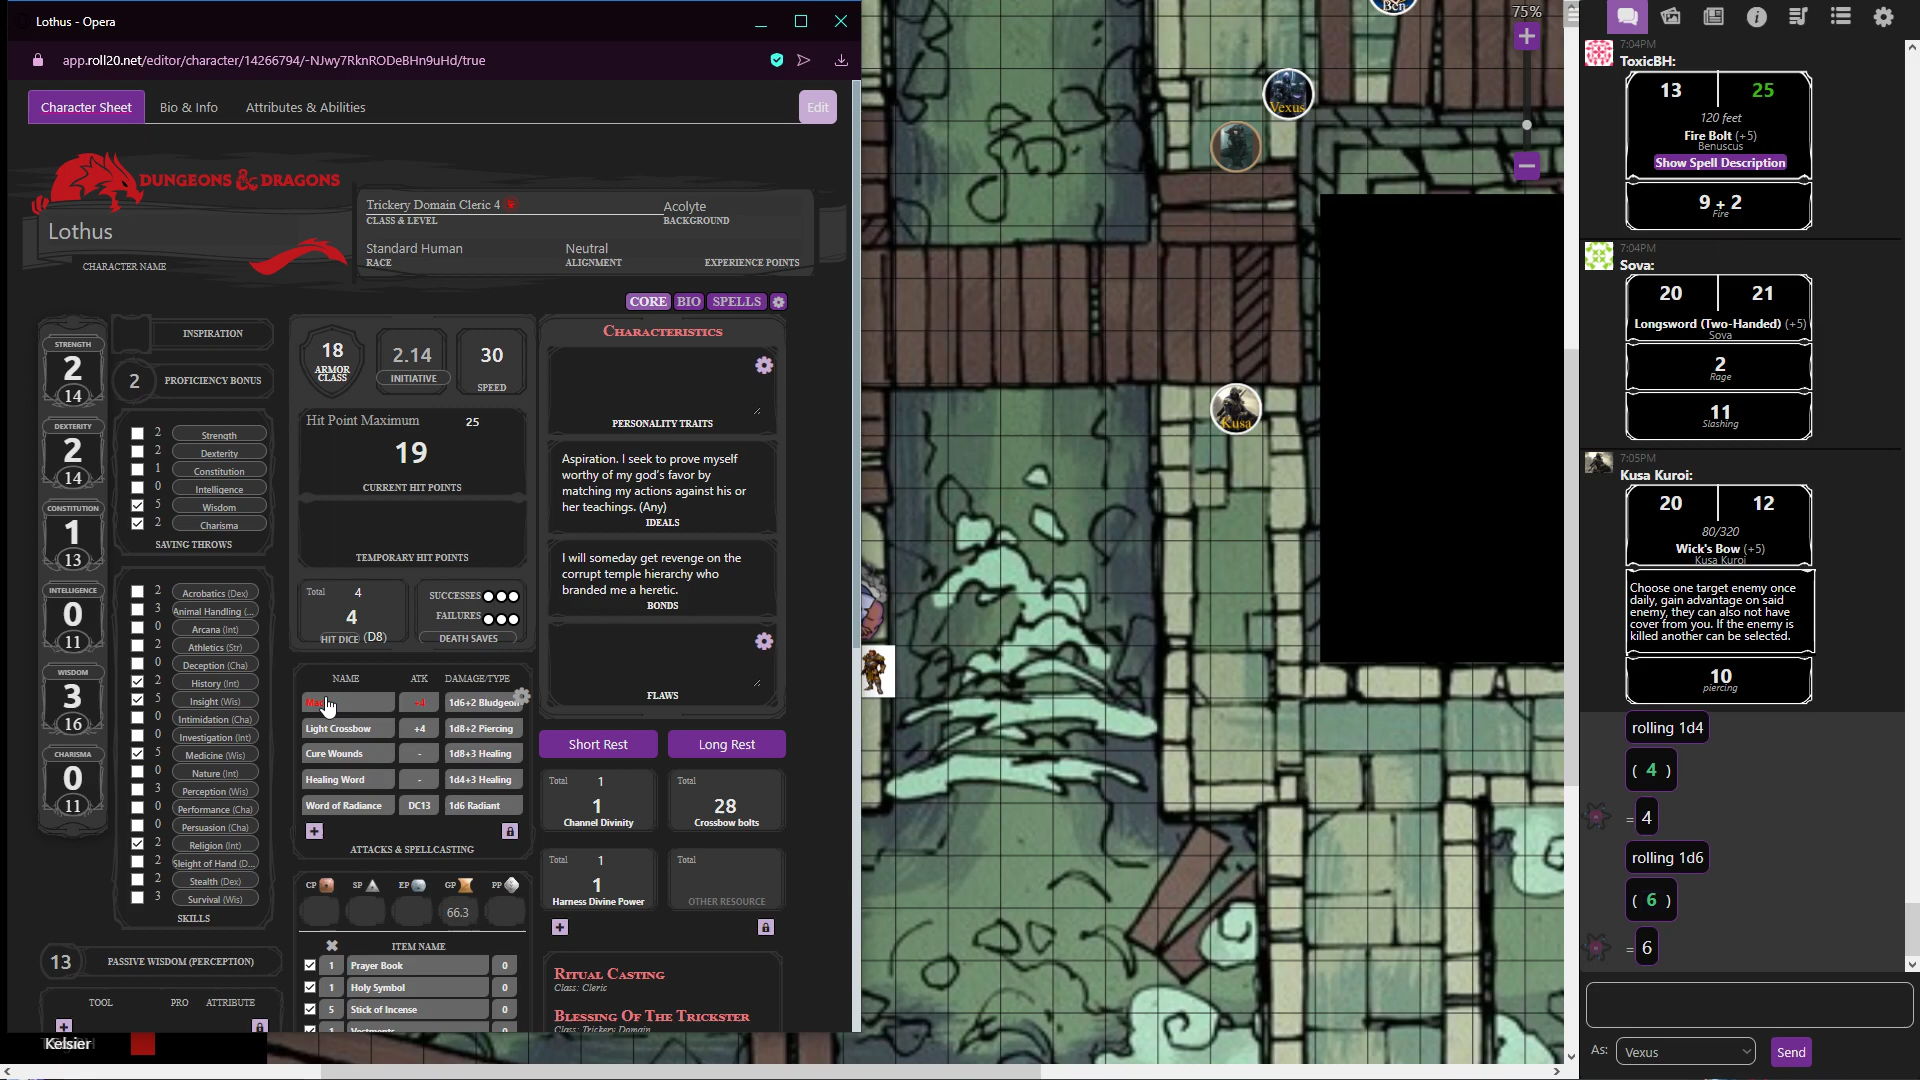 Lothus - Opera
app.roll20.net/editor/character/14266794/-NJwy7RknRODeBHn9uHd/true
Character Sheet
Bio & Info
Attributes & Abilities
Edit
DUNGEONS & DRAGONS
Lothus
CHARACTER NAME
Trickery Domain Cleric 4
CLASS & LEVEL
Acolyte
BACKGROUND
Standard Human
RACE
Neutral
ALIGNMENT
EXPERIENCE POINTS
CORE
BIO
SPELLS
STRENGTH
2
14
DEXTERITY
2
14
CONSTITUTION
1
13
INTELLIGENCE
0
11
WISDOM
3
16
CHARISMA
0
11
INSPIRATION
2 PROFICIENCY BONUS
2 Strength
2 Dexterity
1 Constitution
0 Intelligence
5 Wisdom
2 Charisma
SAVING THROWS
2 Acrobatics (Dex)
3 Animal Handling (...
0 Arcana (Int)
2 Athletics (Str)
0 Deception (Cha)
2 History (Int)
5 Insight (Wis)
0 Intimidation (Cha)
0 Investigation (Int)
5 Medicine (Wis)
0 Nature (Int)
3 Perception (Wis)
0 Performance (Cha)
0 Persuasion (Cha)
2 Religion (Int)
2 Sleight of Hand (D...
2 Stealth (Dex)
3 Survival (Wis)
SKILLS
13 PASSIVE WISDOM (PERCEPTION)
TOOL PRO ATTRIBUTE
Kelsier
18
ARMOR
CLASS
2.14
INITIATIVE
30
SPEED
Hit Point Maximum 25
19
CURRENT HIT POINTS
TEMPORARY HIT POINTS
Total 4
4
HIT DICE (D8)
SUCCESSES
FAILURES
DEATH SAVES
NAME ATK DAMAGE/TYPE
+4 1d6+2 Bludgeon
Light Crossbow +4 1d8+2 Piercing
Cure Wounds - 1d8+3 Healing
Healing Word - 1d4+3 Healing
Word of Radiance DC13 1d6 Radiant
+
ATTACKS & SPELLCASTING
CP SP EP GP PP
66.3
ITEM NAME
1 Prayer Book 0
1 Holy Symbol 0
5 Stick of Incense 0
1 Vestments 0
CHARACTERISTICS
PERSONALITY TRAITS
Aspiration. I seek to prove myself
worthy of my god's favor by
matching my actions against his or
her teachings. (Any)
IDEALS
I will someday get revenge on the
corrupt temple hierarchy who
branded me a heretic.
BONDS
FLAWS
Short Rest
Long Rest
Total 1
1
Channel Divinity
Total
28
Crossbow bolts
Total 1
1
Harness Divine Power
Total
OTHER RESOURCE
+
RITUAL CASTING
Class: Cleric
BLESSING OF THE TRICKSTER
Class: Trickery Domain
Ben
Vexus
Kusa
75%
+
7:04PM
ToxicBH:
13 25
120 feet
Fire Bolt (+5)
Benuscus
Show Spell Description
9 + 2
Fire
7:04PM
Sova:
20 21
Longsword (Two-Handed) (+5)
Sova
2
Rage
11
Slashing
7:05PM
Kusa Kuroi:
20 12
80/320
Wick's Bow (+5)
Kusa Kuroi
Choose one target enemy once
daily, gain advantage on said
enemy, they can also not have
cover from you. If the enemy is
killed another can be selected.
10
piercing
rolling 1d4
( 4 )
= 4
rolling 1d6
( 6 )
= 6
As: Vexus
Send